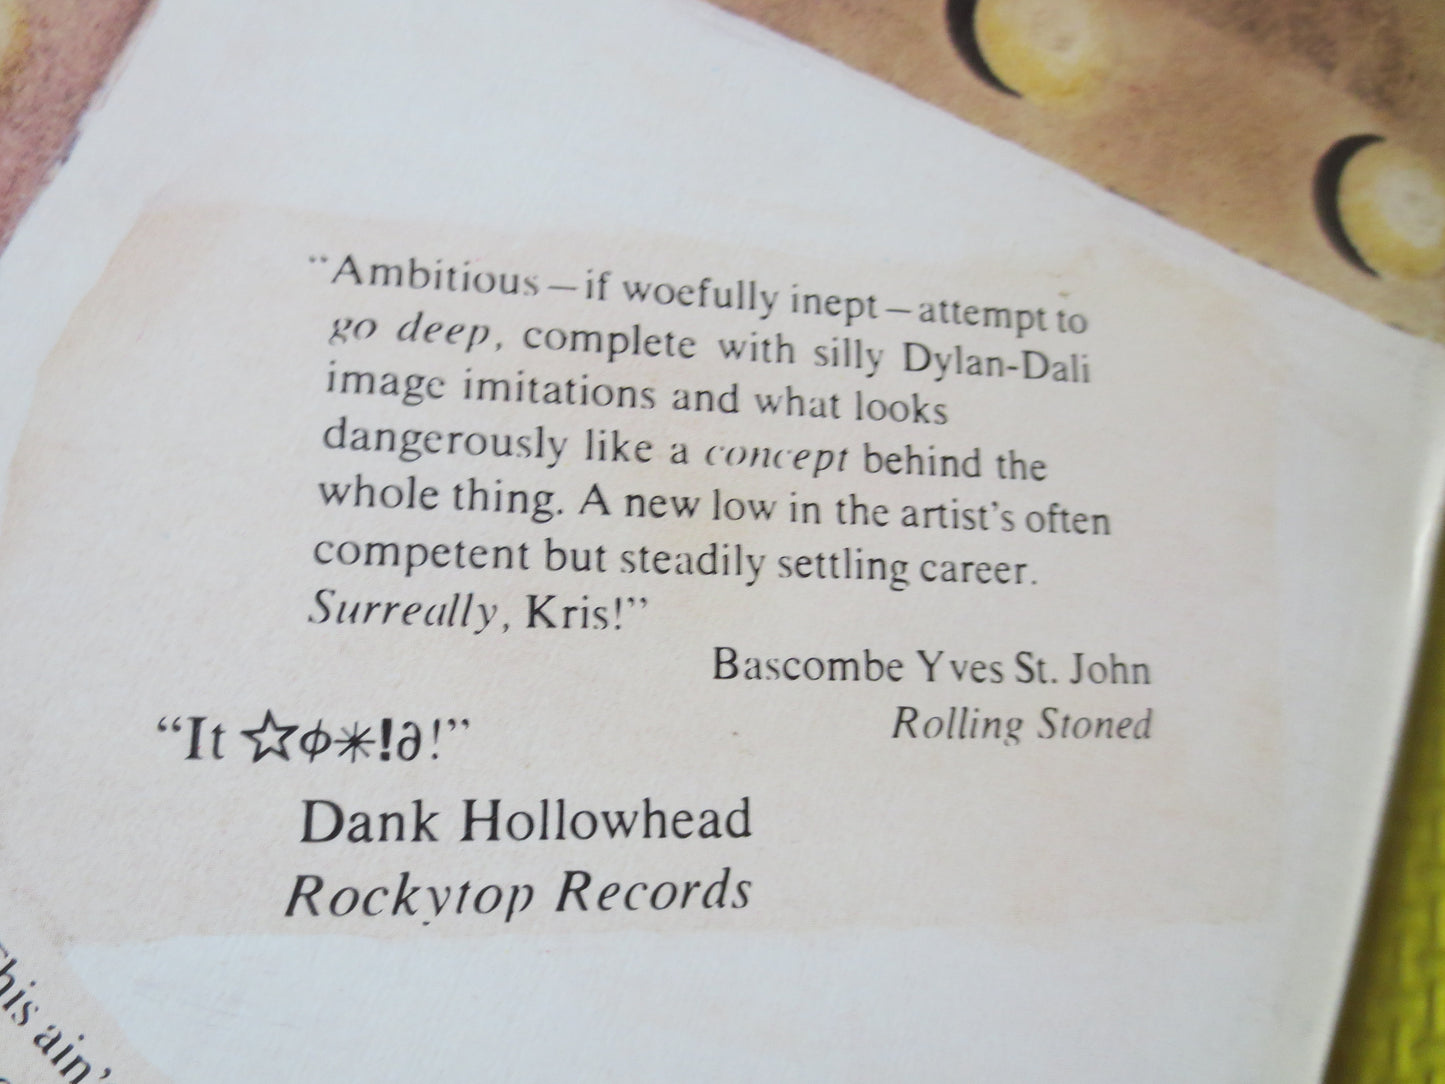 “Ambitious—if woefully inept—attempt to
go deep, complete with silly Dylan-Dali
image imitations and what looks
dangerously like a concept behind the
whole thing. A new low in the artist’s often
competent but steadily settling career.
Surreally, Kris!”
Bascombe Yves St. John
Rolling Stoned
“It ☆ϕ✳!∂!”
Dank Hollowhead
Rockytop Records
his ain’